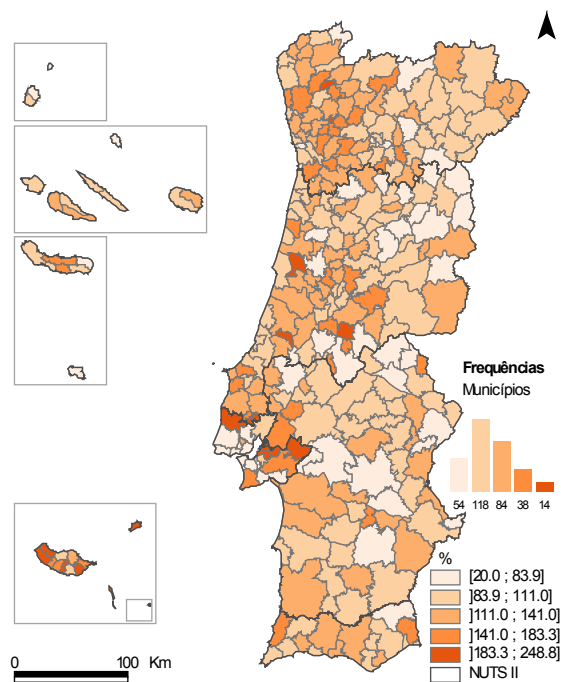 Frequências
Municípios
54 118 84 38 14
%
]20.0 ; 83.9]
]83.9 ; 111.0]
]111.0 ; 141.0]
]141.0 ; 183.3]
]183.3 ; 248.8]
NUTS II
0 100 Km